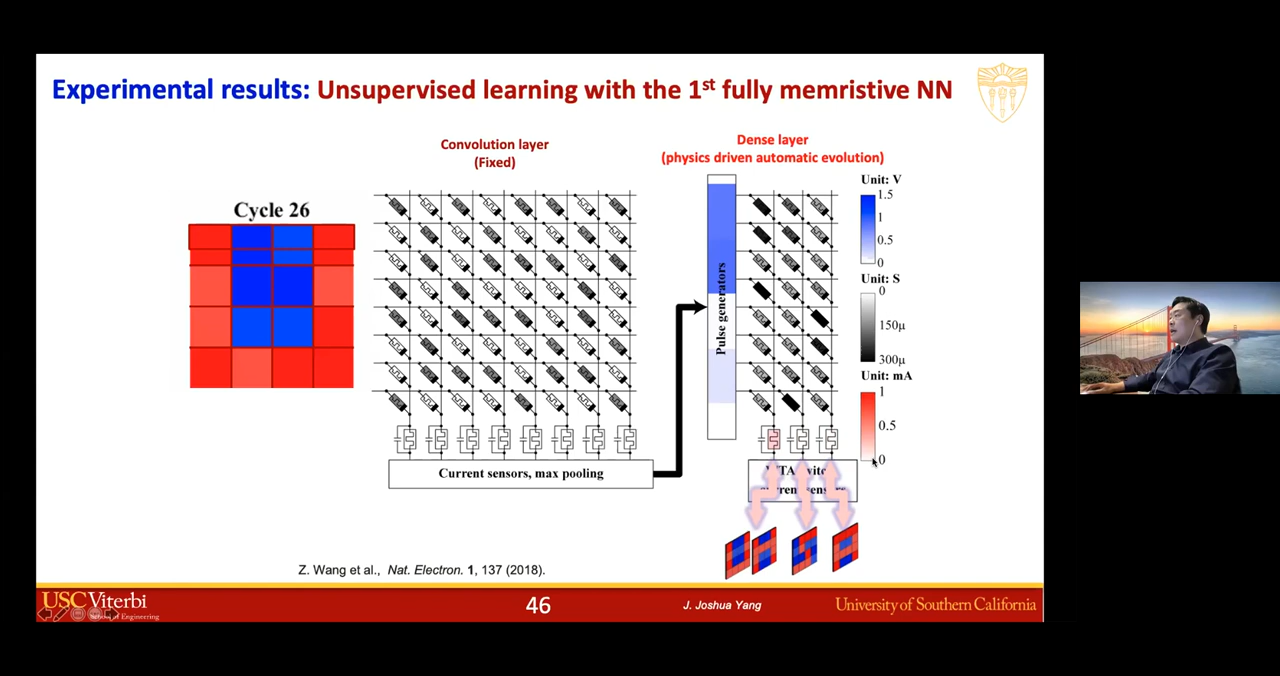 Experimental results: Unsupervised learning with the 1st fully memristive NN
Convolution layer
(Fixed)
Dense layer
(physics driven automatic evolution)
Cycle 26
Pulse generators
Unit: V
1.5
1
0.5
0
Unit: S
0
150μ
300μ
Unit: mA
1
0.5
0
Current sensors, max pooling
Z. Wang et al., Nat. Electron. 1, 137 (2018).
USC Viterbi
School of Engineering
46
J. Joshua Yang
University of Southern California